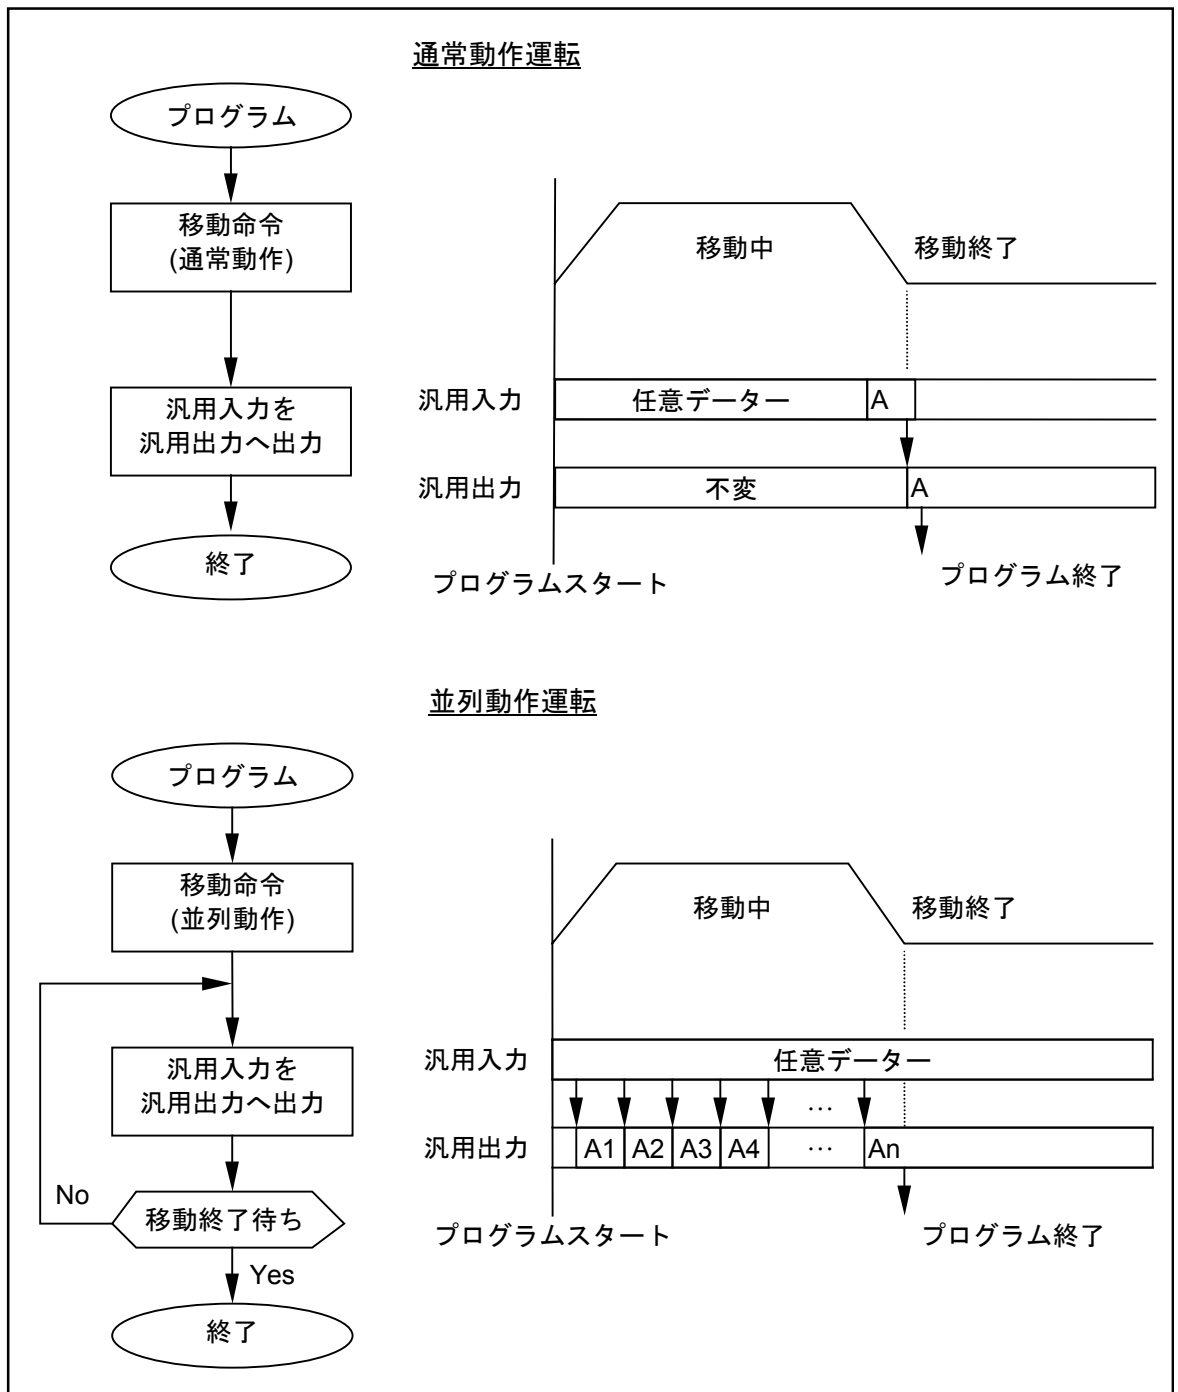 通常動作運転
プログラム
移動命令
(通常動作)
汎用入力を
汎用出力へ出力
終了
移動中
移動終了
汎用入力
任意データー
A
汎用出力
不変
A
プログラムスタート
プログラム終了
並列動作運転
プログラム
移動命令
(並列動作)
汎用入力を
汎用出力へ出力
No
移動終了待ち
Yes
終了
移動中
移動終了
汎用入力
任意データー
…
汎用出力
A1 A2 A3 A4 … An
プログラムスタート
プログラム終了